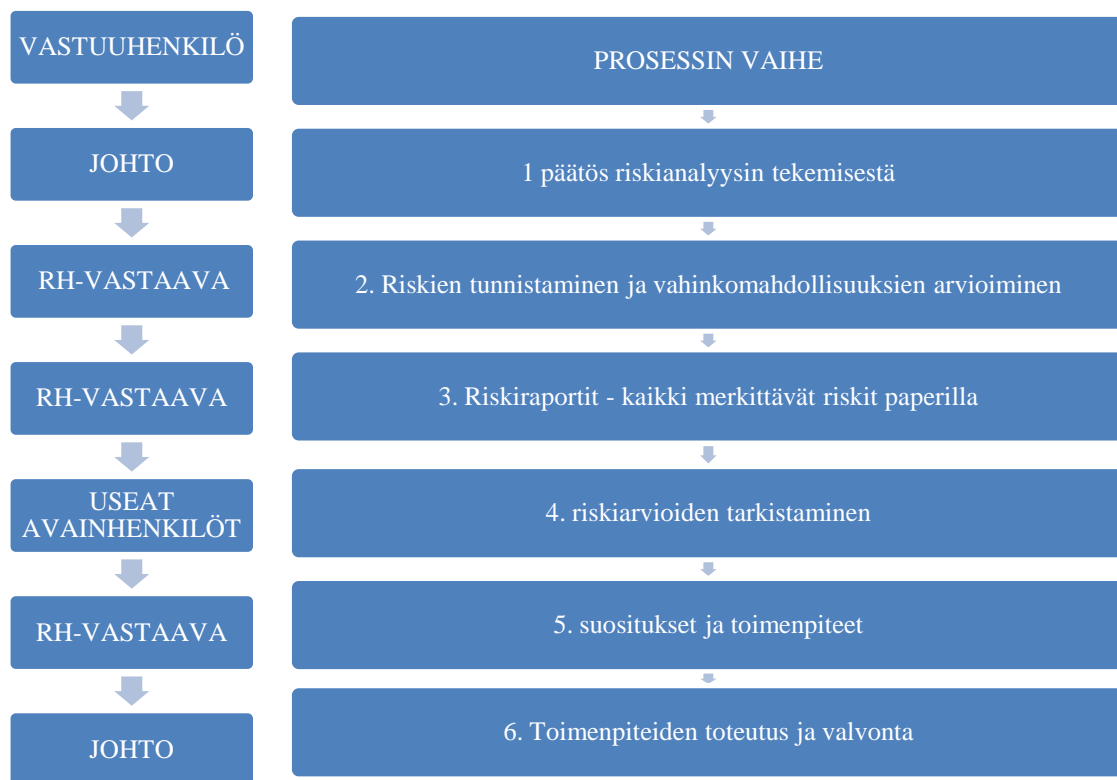 VASTUUHENKILÖ
PROSESSIN VAIHE
JOHTO
1 päätös riskianalyysin tekemisestä
RH-VASTAAVA
2. Riskien tunnistaminen ja vahinkomahdollisuuksien arvioiminen
RH-VASTAAVA
3. Riskiraportit - kaikki merkittävät riskit paperilla
USEAT
AVAINHENKILÖT
4. riskiarvioiden tarkistaminen
RH-VASTAAVA
5. suositukset ja toimenpiteet
JOHTO
6. Toimenpiteiden toteutus ja valvonta